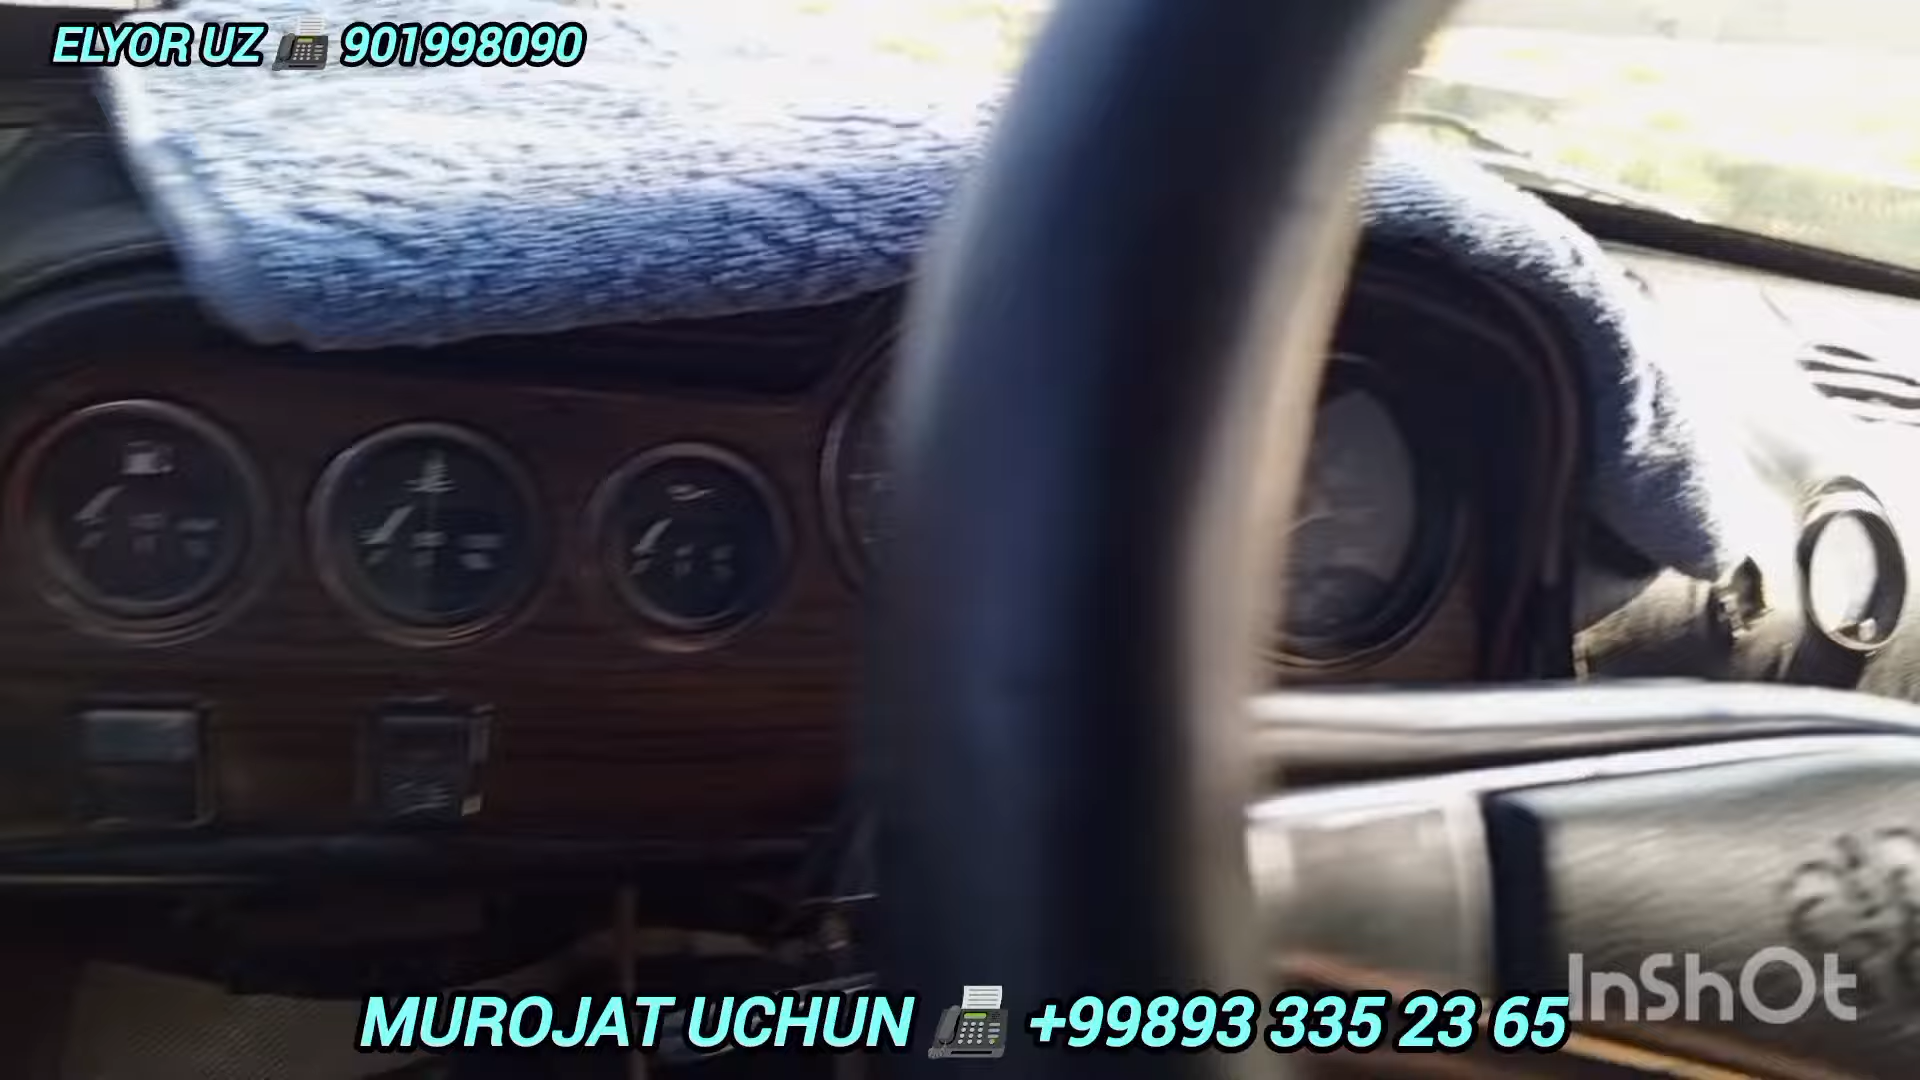 ELYOR UZ 📠 901998090
MUROJAT UCHUN 📠 +99893 335 23 65
InShOt